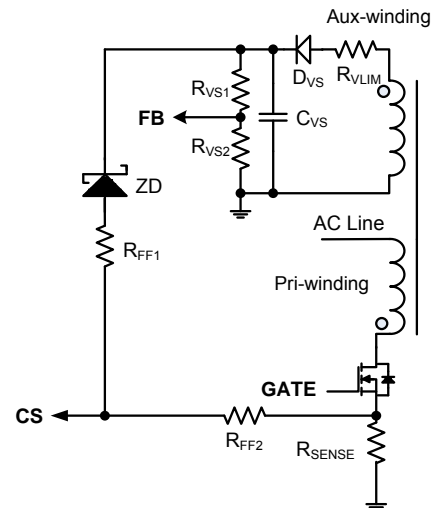 Aux-winding
RVS1
DVS
RVLIM
FB
CVS
RVS2
ZD
AC Line
RFF1
Pri-winding
GATE
CS
RFF2
RSENSE